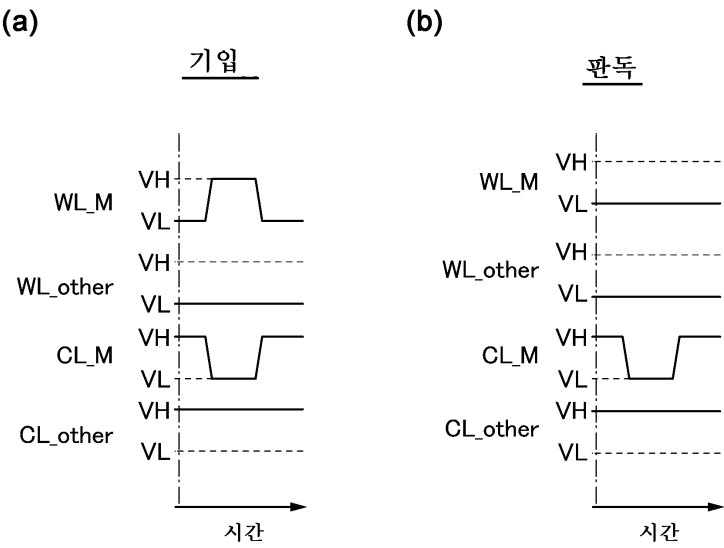 (a)
기입
VH
WL_M
VL
VH
WL_other
VL
VH
CL_M
VL
VH
CL_other
VL
시간
(b)
판독
VH
WL_M
VL
VH
WL_other
VL
VH
CL_M
VL
VH
CL_other
VL
시간